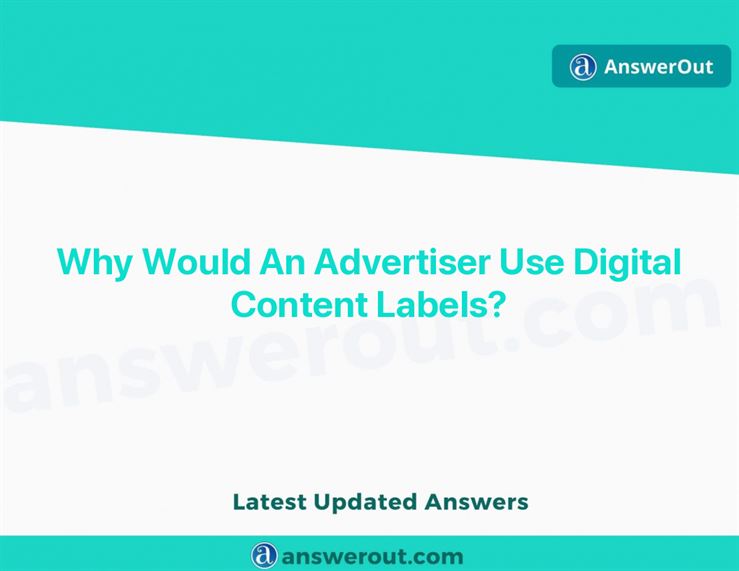 AnswerOut
Why Would An Advertiser Use Digital
Content Labels?
answerout.com
Latest Updated Answers
answerout.com